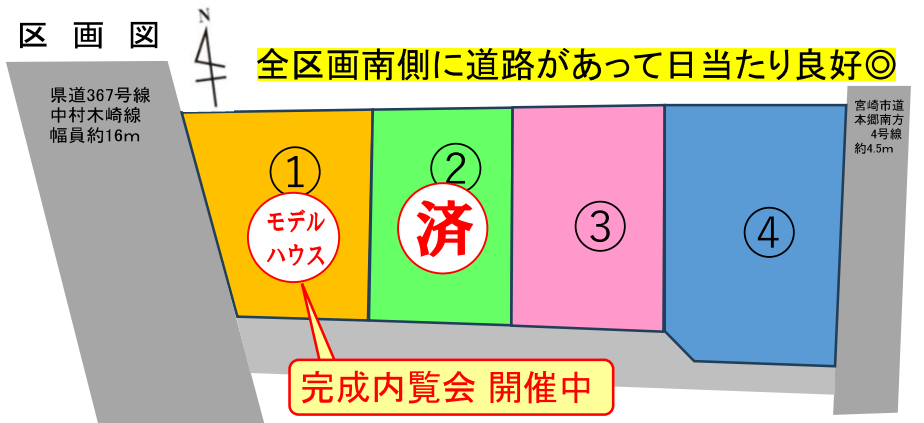 区 画 図
N
全区画南側に道路があって日当たり良好◎
県道367号線
中村木崎線
幅員約16m
宮崎市道
本郷南方
4号線
約4.5m
①
モデル
ハウス
②
済
③
④
完成内覧会 開催中